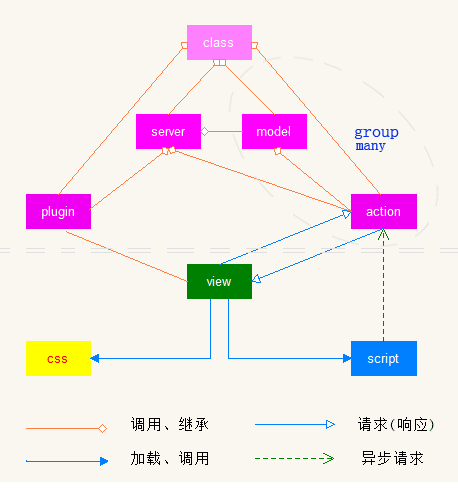 class
server
model
group
many
plugin
action
view
css
script
调用、继承
请求(响应)
加载、调用
异步请求